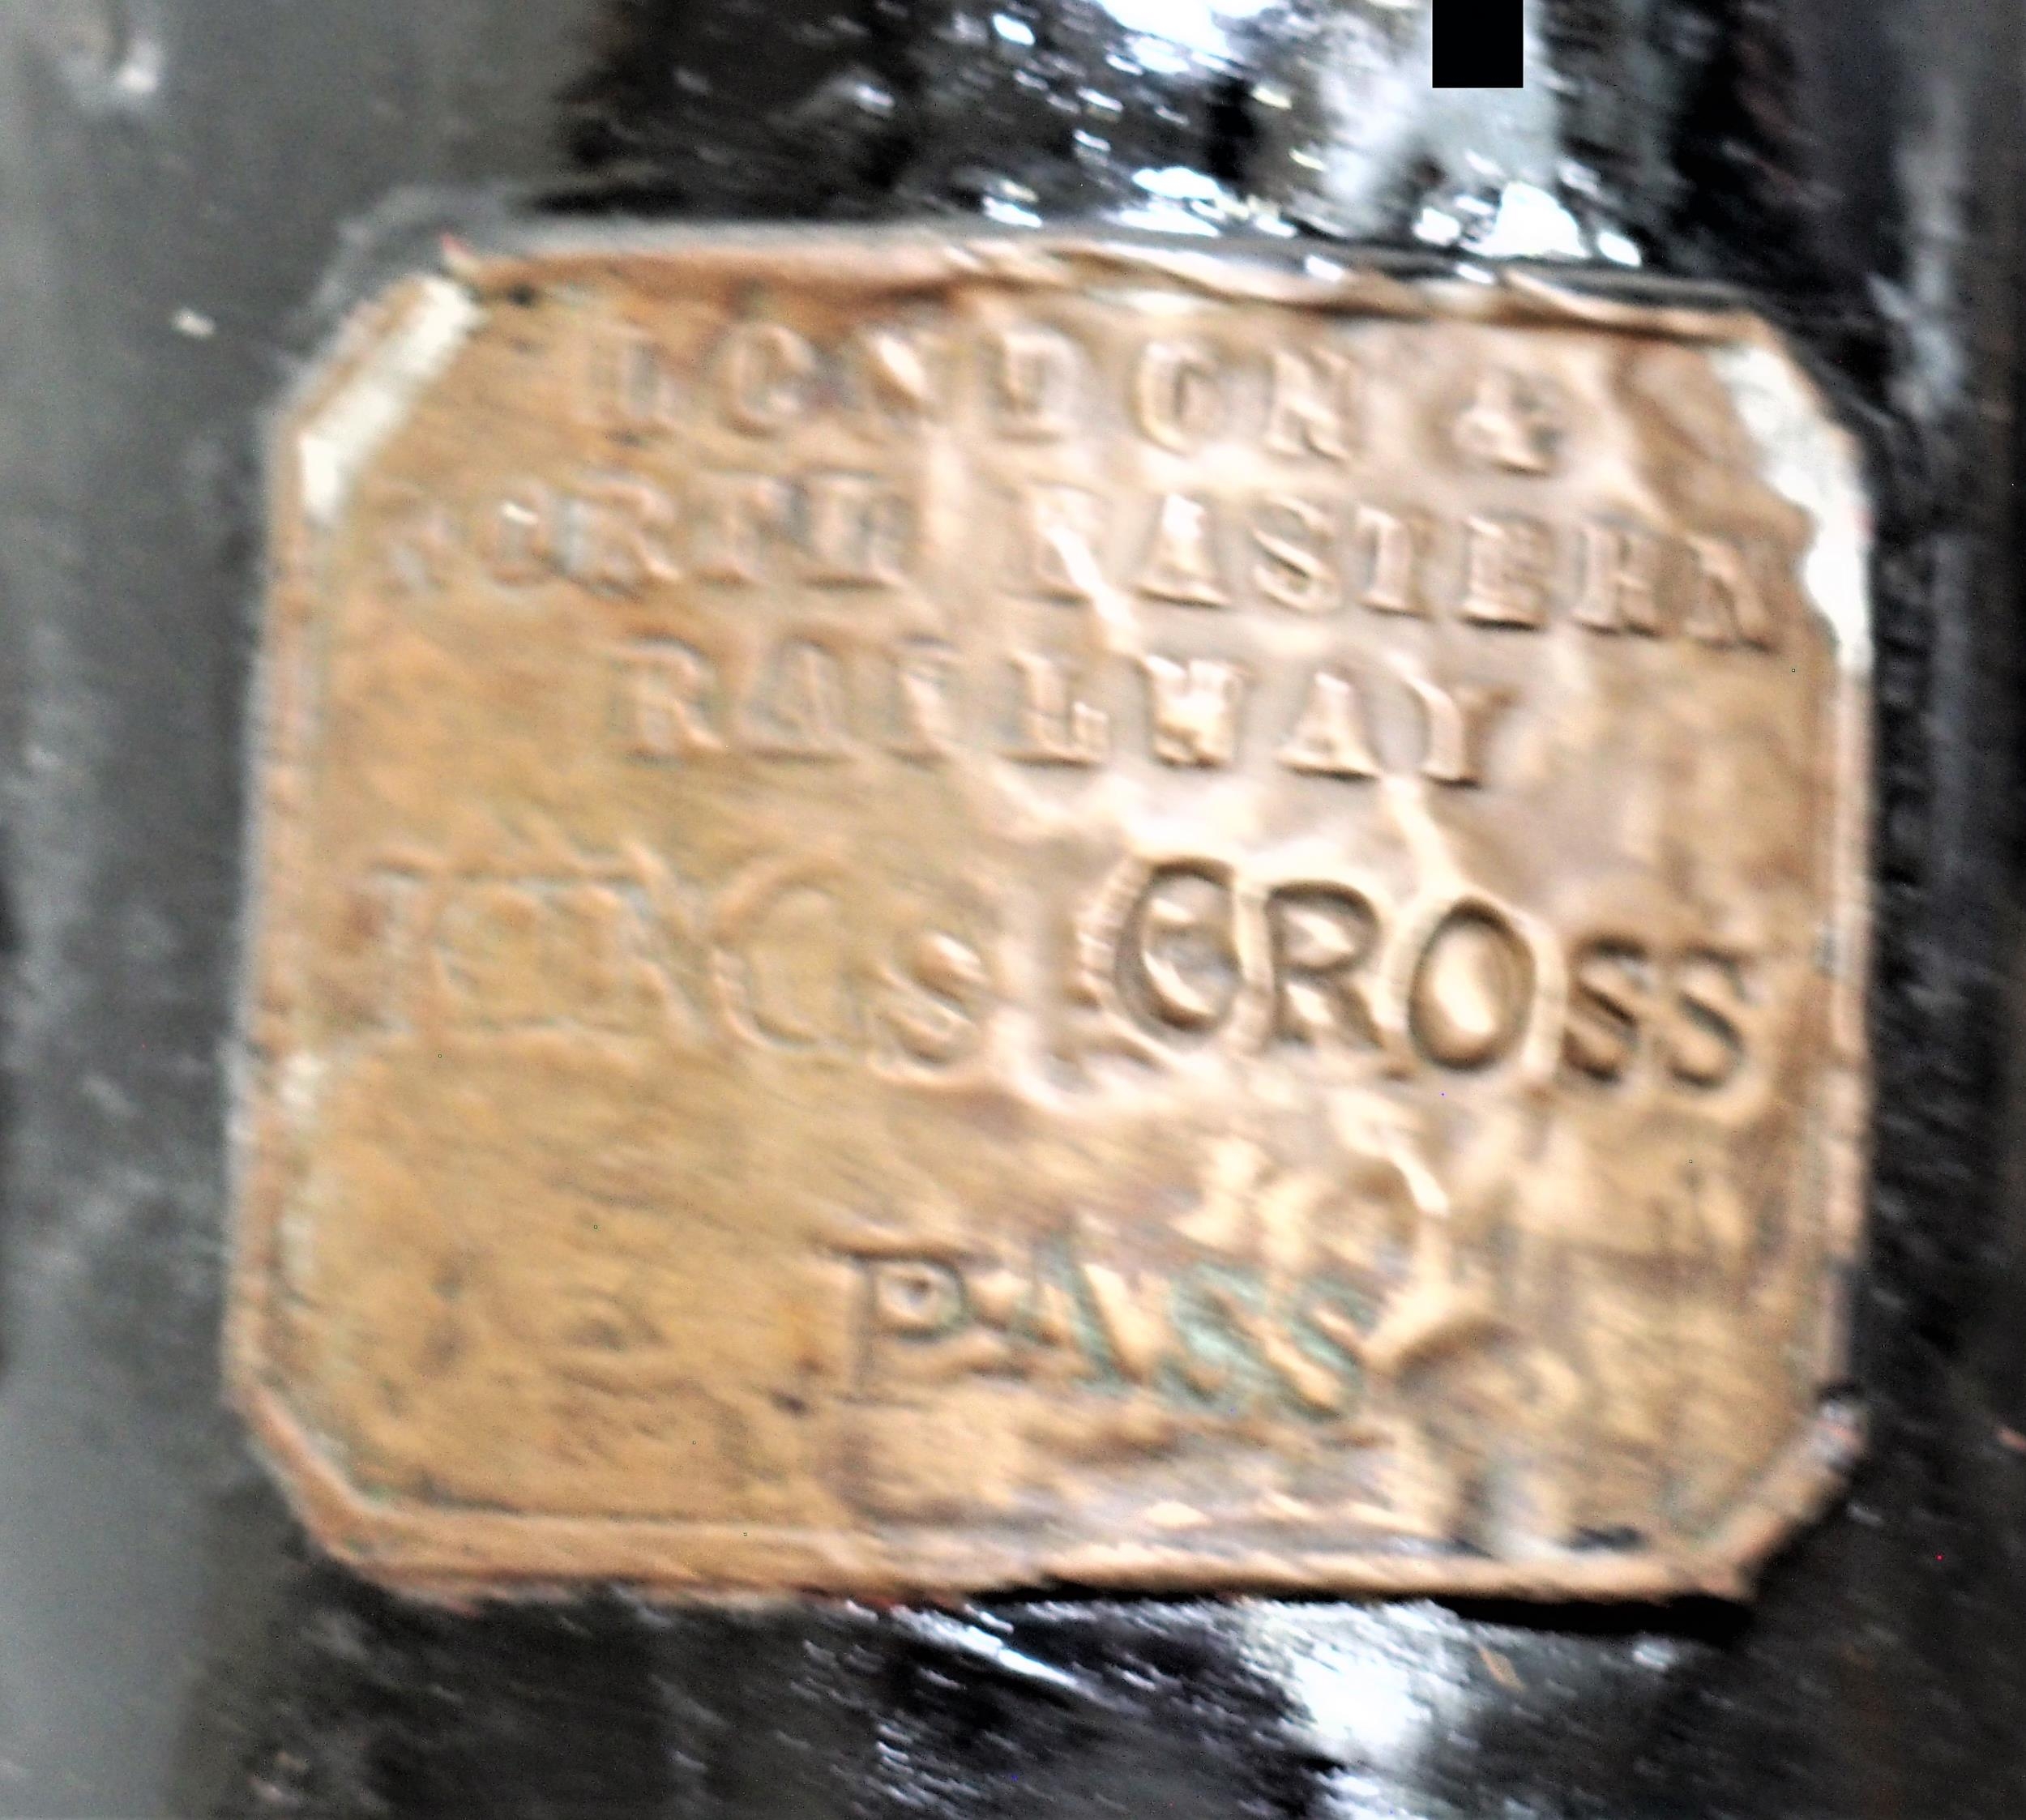 LONDON &
NORTH EASTERN
RAILWAY
KINGS CROSS
PASS